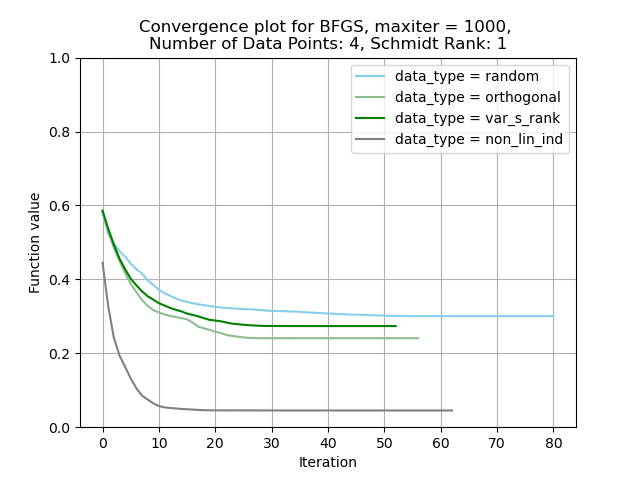 Convergence plot for BFGS, maxiter = 1000,
Number of Data Points: 4, Schmidt Rank: 1
data_type = random
data_type = orthogonal
data_type = var_s_rank
data_type = non_lin_ind
Function value
1.0
0.8
0.6
0.4
0.2
0.0
0 10 20 30 40 50 60 70 80
Iteration